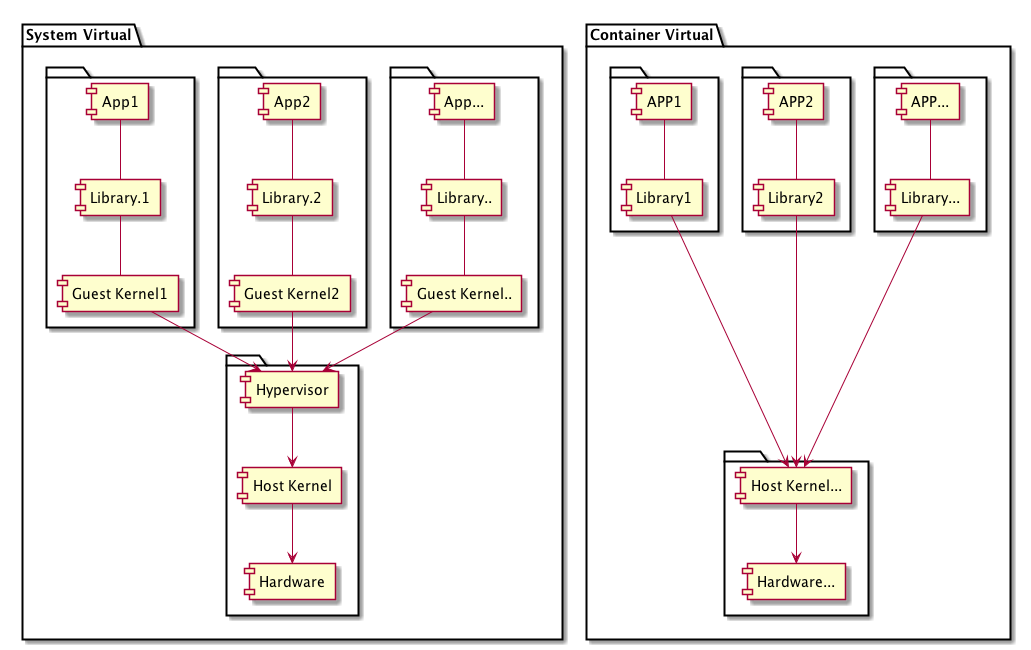 System Virtual
App1
App2
App...
Library.1
Library.2
Library..
Guest Kernel1
Guest Kernel2
Guest Kernel..
Hypervisor
Host Kernel
Hardware
Container Virtual
APP1
APP2
APP...
Library1
Library2
Library...
Host Kernel...
Hardware...